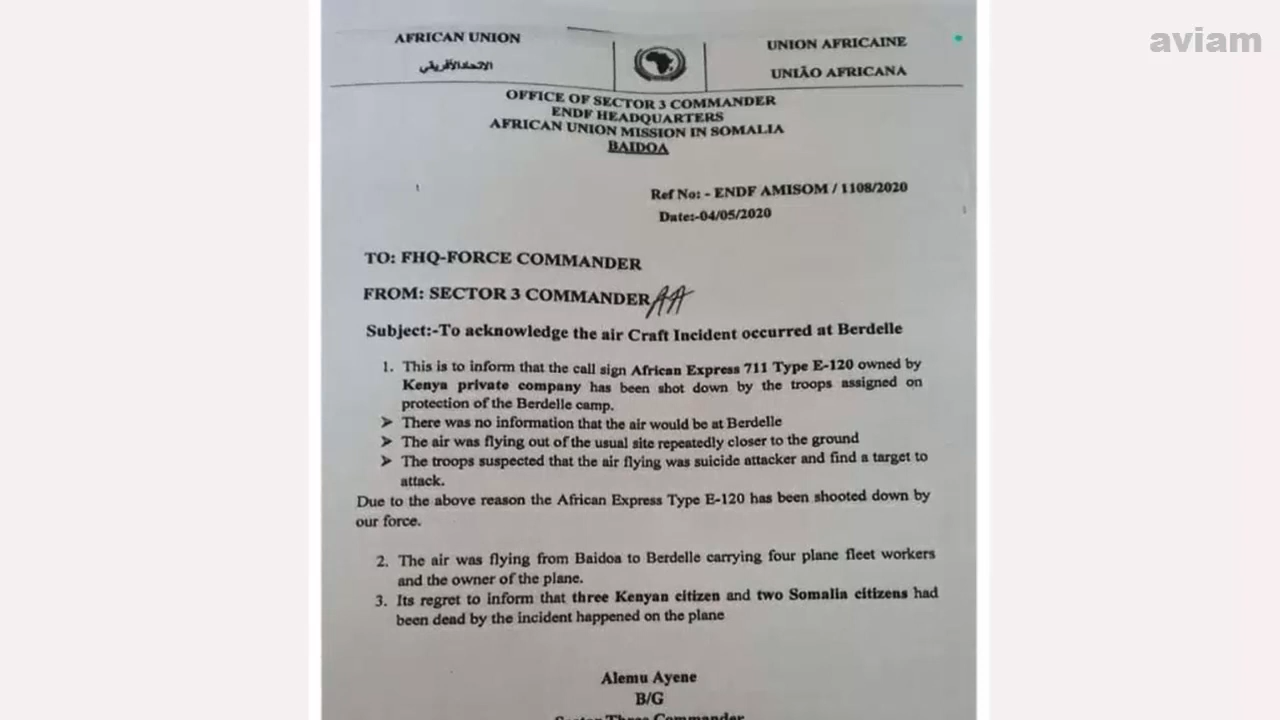 aviam
AFRICAN UNION
الاتحاد الأفريقي
UNION AFRICAINE
UNIÃO AFRICANA
OFFICE OF SECTOR 3 COMMANDER
ENDF HEADQUARTERS
AFRICAN UNION MISSION IN SOMALIA
BAIDOA
Ref No: - ENDF AMISOM / 1108/2020
Date:-04/05/2020
TO: FHQ-FORCE COMMANDER
FROM: SECTOR 3 COMMANDER AA
Subject:-To acknowledge the air Craft Incident occurred at Berdelle
1. This is to inform that the call sign African Express 711 Type E-120 owned by
Kenya private company has been shot down by the troops assigned on
protection of the Berdelle camp.
➢ There was no information that the air would be at Berdelle
➢ The air was flying out of the usual site repeatedly closer to the ground
➢ The troops suspected that the air flying was suicide attacker and find a target to
attack.
Due to the above reason the African Express Type E-120 has been shooted down by
our force.
2. The air was flying from Baidoa to Berdelle carrying four plane fleet workers
and the owner of the plane.
3. Its regret to inform that three Kenyan citizen and two Somalia citizens had
been dead by the incident happened on the plane
Alemu Ayene
B/G
Sector Three Commander